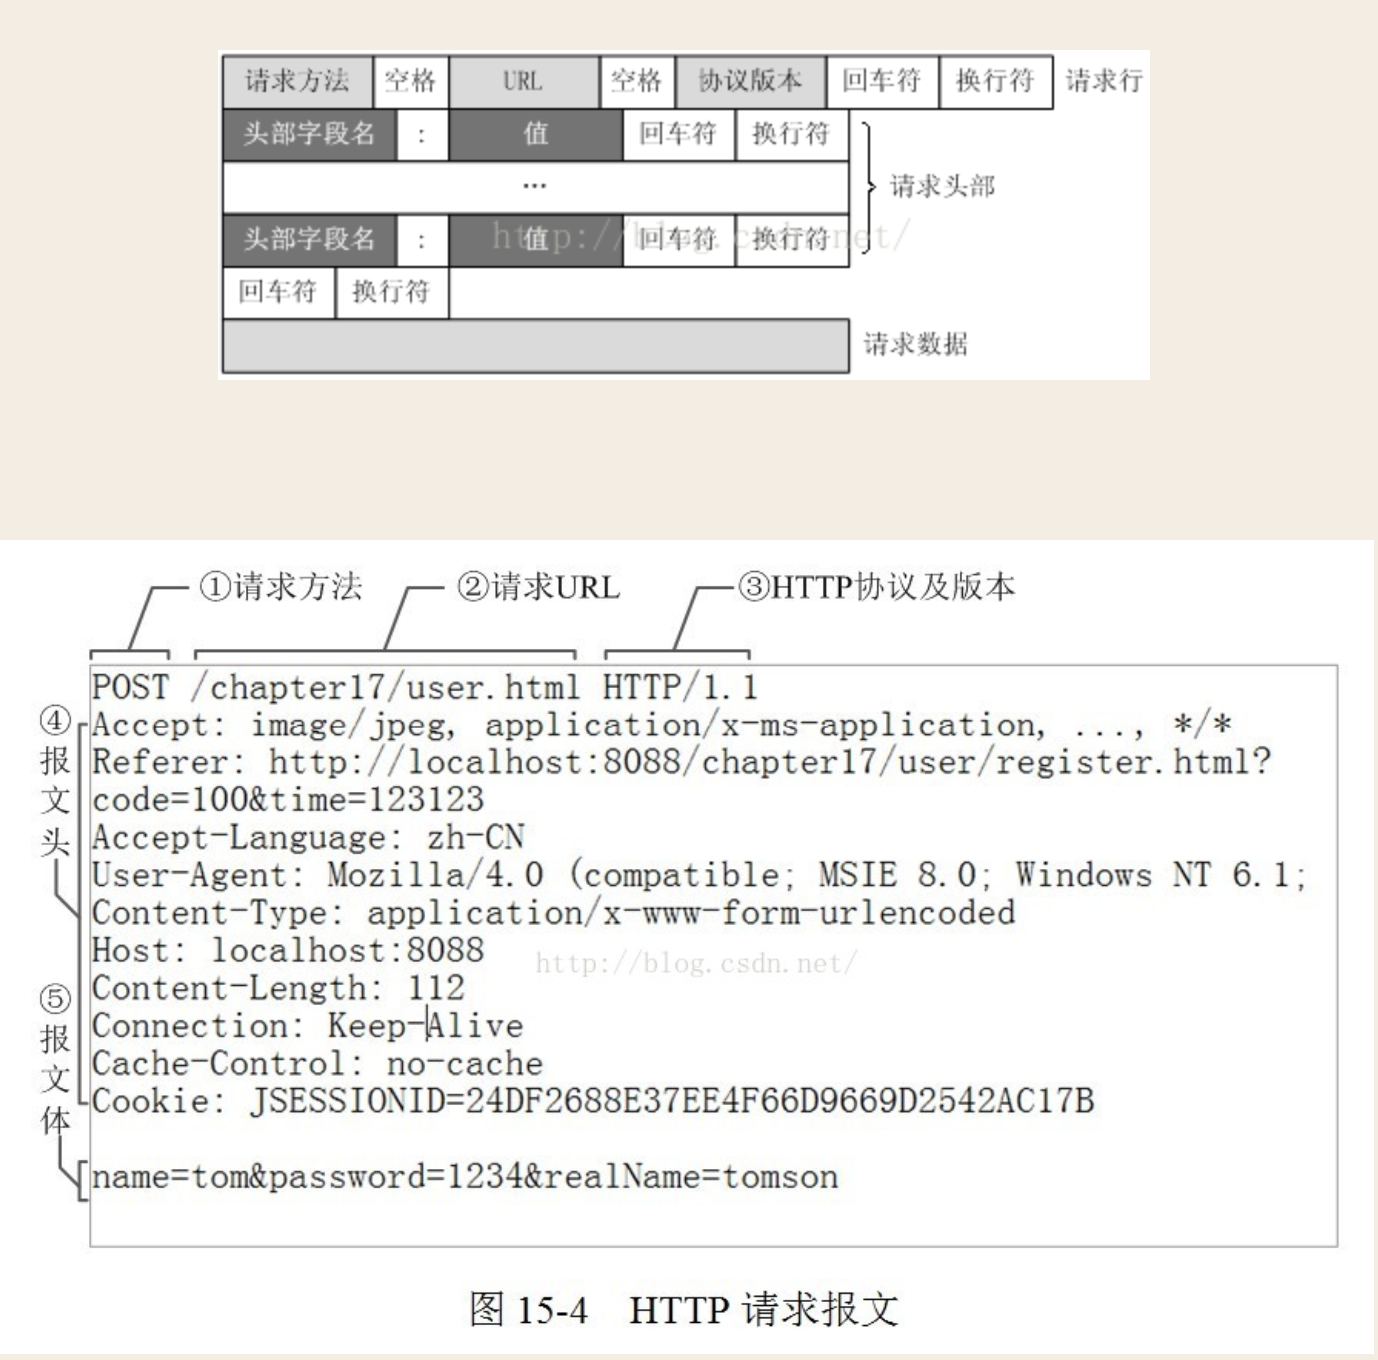 请求方法 空格 URL 空格 协议版本 回车符 换行符 请求行
头部字段名 : 值 回车符 换行符
... 请求头部
头部字段名 : 值 回车符 换行符
http://blog.csdn.net/
回车符 换行符
请求数据
①请求方法 ②请求URL ③HTTP协议及版本
POST /chapter17/user.html HTTP/1.1
④报文头
Accept: image/jpeg, application/x-ms-application, ..., */*
Referer: http://localhost:8088/chapter17/user/register.html?
code=100&time=123123
Accept-Language: zh-CN
User-Agent: Mozilla/4.0 (compatible; MSIE 8.0; Windows NT 6.1;
Content-Type: application/x-www-form-urlencoded
Host: localhost:8088
http://blog.csdn.net/
Content-Length: 112
Connection: Keep-Alive
Cache-Control: no-cache
Cookie: JSESSIONID=24DF2688E37EE4F66D9669D2542AC17B
⑤报文体
name=tom&password=1234&realName=tomson
图 15-4 HTTP 请求报文